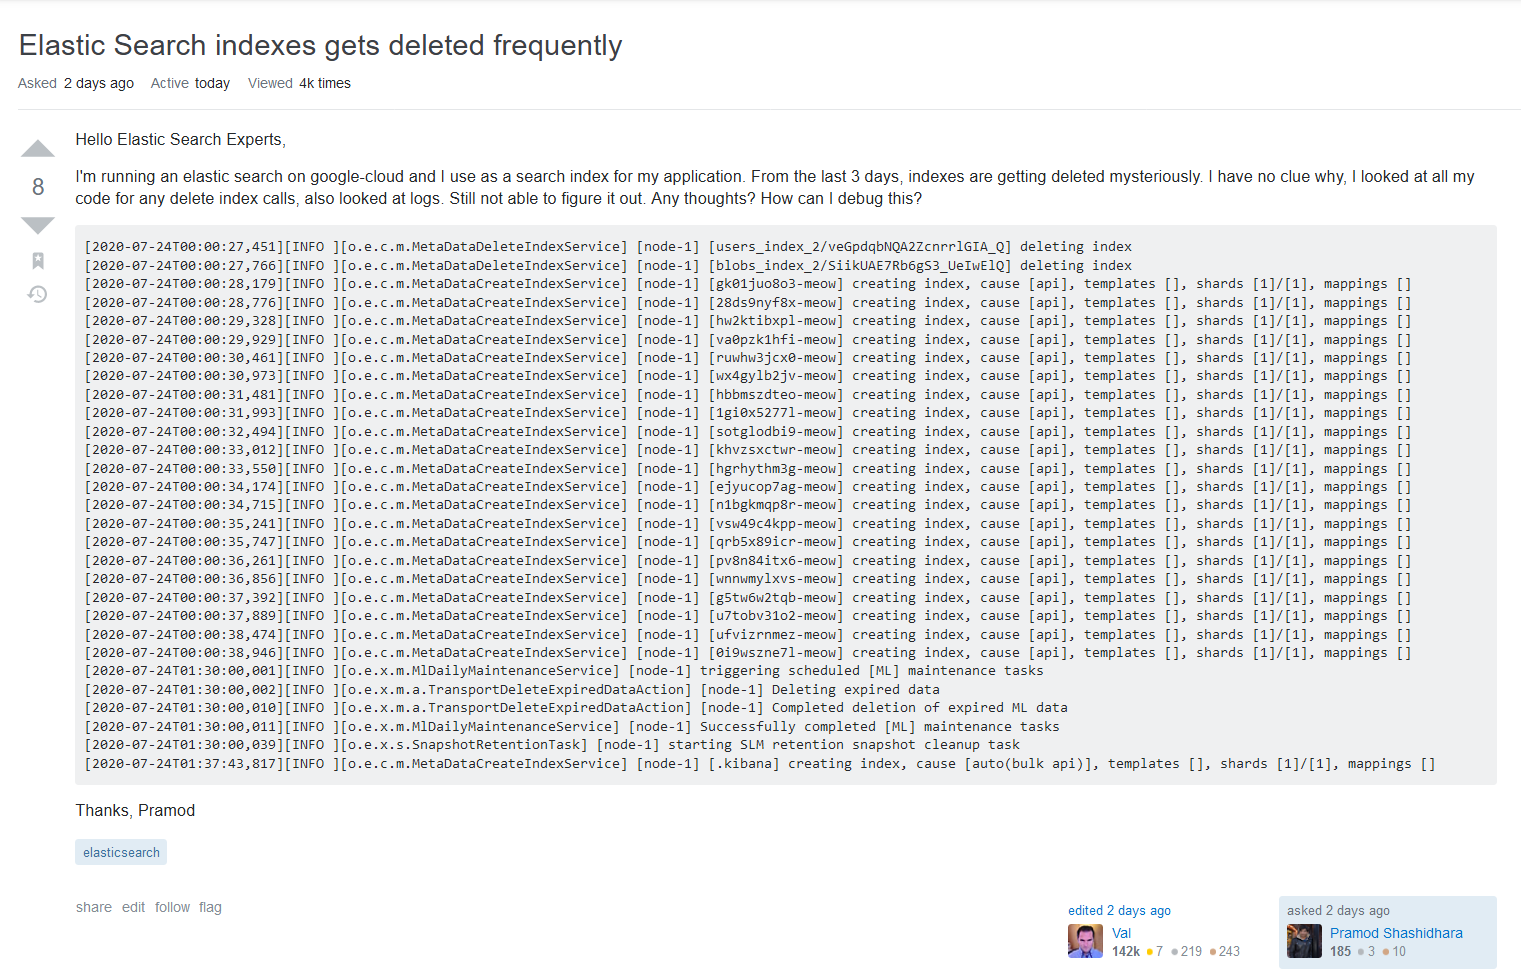 Elastic Search indexes gets deleted frequently
Asked 2 days ago Active today Viewed 4k times
Hello Elastic Search Experts,
8
I'm running an elastic search on google-cloud and I use as a search index for my application. From the last 3 days, indexes are getting deleted mysteriously. I have no clue why, I looked at all my
code for any delete index calls, also looked at logs. Still not able to figure it out. Any thoughts? How can I debug this?
[2020-07-24T00:00:27,451][INFO ][o.e.c.m.MetaDataDeleteIndexService] [node-1] [users_index_2/veGpdqbNQA2ZcnrrlGIA_Q] deleting index
[2020-07-24T00:00:27,766][INFO ][o.e.c.m.MetaDataDeleteIndexService] [node-1] [blobs_index_2/SiikUAE7Rb6gS3_UeIwElQ] deleting index
[2020-07-24T00:00:28,179][INFO ][o.e.c.m.MetaDataCreateIndexService] [node-1] [gk01juo8o3-meow] creating index, cause [api], templates [], shards [1]/[1], mappings []
[2020-07-24T00:00:28,776][INFO ][o.e.c.m.MetaDataCreateIndexService] [node-1] [28ds9nyf8x-meow] creating index, cause [api], templates [], shards [1]/[1], mappings []
[2020-07-24T00:00:29,328][INFO ][o.e.c.m.MetaDataCreateIndexService] [node-1] [hw2ktibxpl-meow] creating index, cause [api], templates [], shards [1]/[1], mappings []
[2020-07-24T00:00:29,929][INFO ][o.e.c.m.MetaDataCreateIndexService] [node-1] [va0pzk1hfi-meow] creating index, cause [api], templates [], shards [1]/[1], mappings []
[2020-07-24T00:00:30,461][INFO ][o.e.c.m.MetaDataCreateIndexService] [node-1] [ruwhw3jcx0-meow] creating index, cause [api], templates [], shards [1]/[1], mappings []
[2020-07-24T00:00:30,973][INFO ][o.e.c.m.MetaDataCreateIndexService] [node-1] [wx4gylb2jv-meow] creating index, cause [api], templates [], shards [1]/[1], mappings []
[2020-07-24T00:00:31,481][INFO ][o.e.c.m.MetaDataCreateIndexService] [node-1] [hbbmszdteo-meow] creating index, cause [api], templates [], shards [1]/[1], mappings []
[2020-07-24T00:00:31,993][INFO ][o.e.c.m.MetaDataCreateIndexService] [node-1] [1gi0x5277l-meow] creating index, cause [api], templates [], shards [1]/[1], mappings []
[2020-07-24T00:00:32,494][INFO ][o.e.c.m.MetaDataCreateIndexService] [node-1] [sotglodbi9-meow] creating index, cause [api], templates [], shards [1]/[1], mappings []
[2020-07-24T00:00:33,012][INFO ][o.e.c.m.MetaDataCreateIndexService] [node-1] [khvzsxctwr-meow] creating index, cause [api], templates [], shards [1]/[1], mappings []
[2020-07-24T00:00:33,550][INFO ][o.e.c.m.MetaDataCreateIndexService] [node-1] [hgrhythm3g-meow] creating index, cause [api], templates [], shards [1]/[1], mappings []
[2020-07-24T00:00:34,174][INFO ][o.e.c.m.MetaDataCreateIndexService] [node-1] [ejyucop7ag-meow] creating index, cause [api], templates [], shards [1]/[1], mappings []
[2020-07-24T00:00:34,715][INFO ][o.e.c.m.MetaDataCreateIndexService] [node-1] [n1bgkmqp8r-meow] creating index, cause [api], templates [], shards [1]/[1], mappings []
[2020-07-24T00:00:35,241][INFO ][o.e.c.m.MetaDataCreateIndexService] [node-1] [vsw49c4kpp-meow] creating index, cause [api], templates [], shards [1]/[1], mappings []
[2020-07-24T00:00:35,747][INFO ][o.e.c.m.MetaDataCreateIndexService] [node-1] [qrb5x89icr-meow] creating index, cause [api], templates [], shards [1]/[1], mappings []
[2020-07-24T00:00:36,261][INFO ][o.e.c.m.MetaDataCreateIndexService] [node-1] [pv8n84itx6-meow] creating index, cause [api], templates [], shards [1]/[1], mappings []
[2020-07-24T00:00:36,856][INFO ][o.e.c.m.MetaDataCreateIndexService] [node-1] [wnnwmylxvs-meow] creating index, cause [api], templates [], shards [1]/[1], mappings []
[2020-07-24T00:00:37,392][INFO ][o.e.c.m.MetaDataCreateIndexService] [node-1] [g5tw6w2tqb-meow] creating index, cause [api], templates [], shards [1]/[1], mappings []
[2020-07-24T00:00:37,889][INFO ][o.e.c.m.MetaDataCreateIndexService] [node-1] [u7tobv31o2-meow] creating index, cause [api], templates [], shards [1]/[1], mappings []
[2020-07-24T00:00:38,474][INFO ][o.e.c.m.MetaDataCreateIndexService] [node-1] [ufvizrnmez-meow] creating index, cause [api], templates [], shards [1]/[1], mappings []
[2020-07-24T00:00:38,946][INFO ][o.e.c.m.MetaDataCreateIndexService] [node-1] [0i9wszne7l-meow] creating index, cause [api], templates [], shards [1]/[1], mappings []
[2020-07-24T01:30:00,001][INFO ][o.e.x.m.MlDailyMaintenanceService] [node-1] triggering scheduled [ML] maintenance tasks
[2020-07-24T01:30:00,002][INFO ][o.e.x.m.a.TransportDeleteExpiredDataAction] [node-1] Deleting expired data
[2020-07-24T01:30:00,010][INFO ][o.e.x.m.a.TransportDeleteExpiredDataAction] [node-1] Completed deletion of expired ML data
[2020-07-24T01:30:00,011][INFO ][o.e.x.m.MlDailyMaintenanceService] [node-1] Successfully completed [ML] maintenance tasks
[2020-07-24T01:30:00,039][INFO ][o.e.x.s.SnapshotRetentionTask] [node-1] starting SLM retention snapshot cleanup task
[2020-07-24T01:37:43,817][INFO ][o.e.c.m.MetaDataCreateIndexService] [node-1] [.kibana] creating index, cause [auto(bulk api)], templates [], shards [1]/[1], mappings []
Thanks, Pramod
elasticsearch
share edit follow flag
edited 2 days ago
Val
142k 7 219 243
asked 2 days ago
Pramod Shashidhara
185 3 10